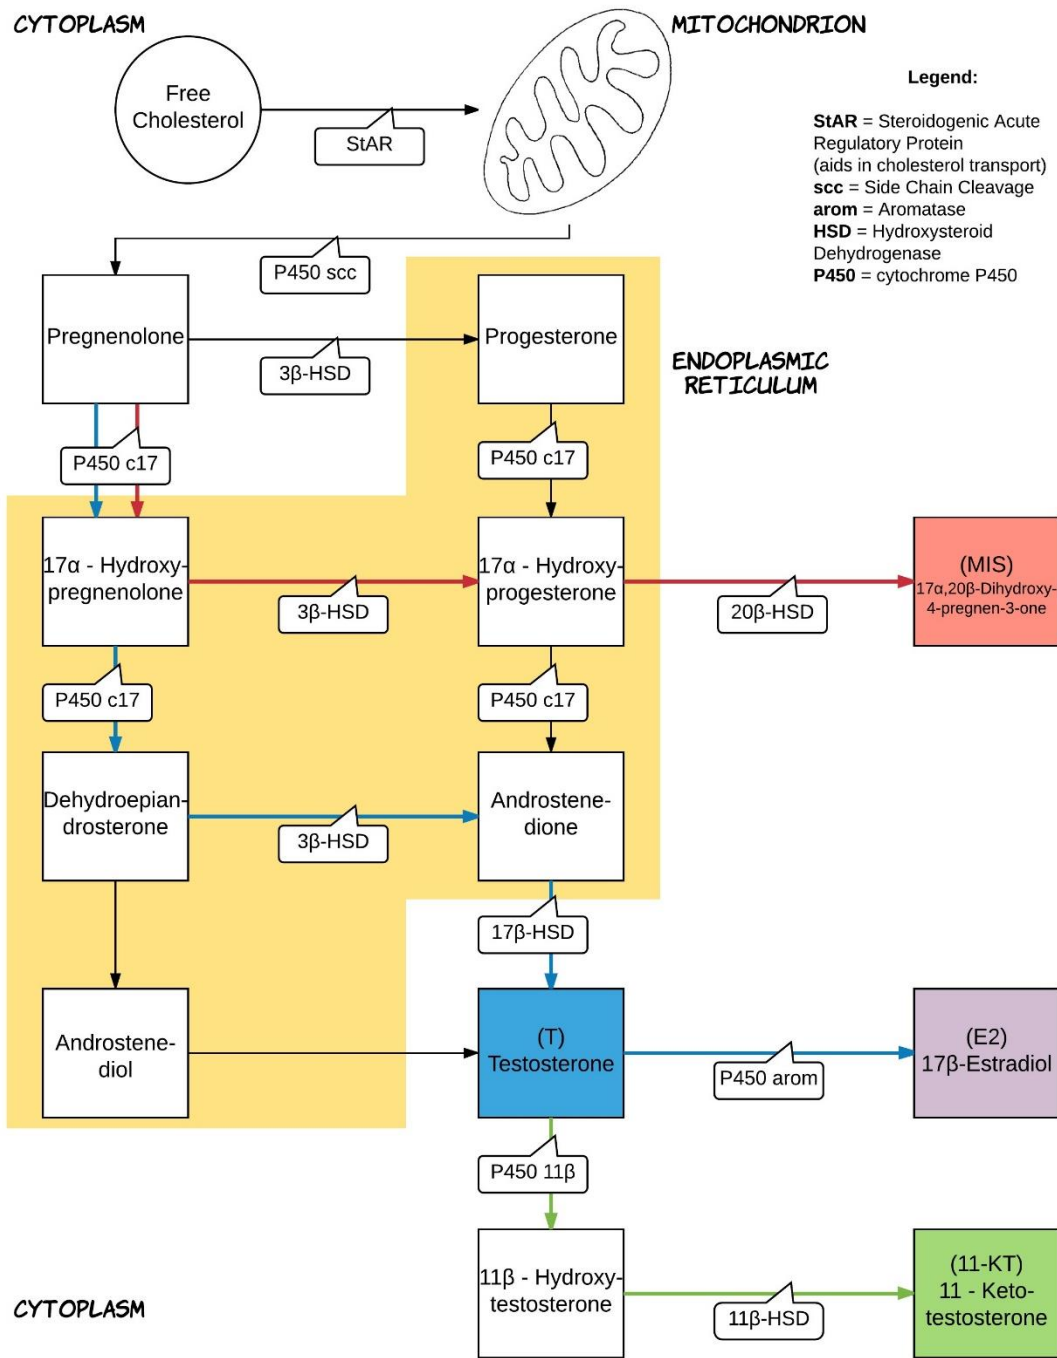 CYTOPLASM
MITOCHONDRION
Free
Cholesterol
StAR
Legend:
StAR = Steroidogenic Acute
Regulatory Protein
(aids in cholesterol transport)
scc = Side Chain Cleavage
arom = Aromatase
HSD = Hydroxysteroid
Dehydrogenase
P450 = cytochrome P450
P450 scc
Pregnenolone
3β-HSD
Progesterone
ENDOPLASMIC
RETICULUM
P450 c17
P450 c17
17α - Hydroxy-
pregnenolone
3β-HSD
17α - Hydroxy-
progesterone
20β-HSD
(MIS)
17α,20β-Dihydroxy-
4-pregnen-3-one
P450 c17
P450 c17
Dehydroepian-
drosterone
3β-HSD
Androstene-
dione
17β-HSD
Androstene-
diol
(T)
Testosterone
P450 arom
(E2)
17β-Estradiol
P450 11β
11β - Hydroxy-
testosterone
11β-HSD
(11-KT)
11 - Keto-
testosterone
CYTOPLASM